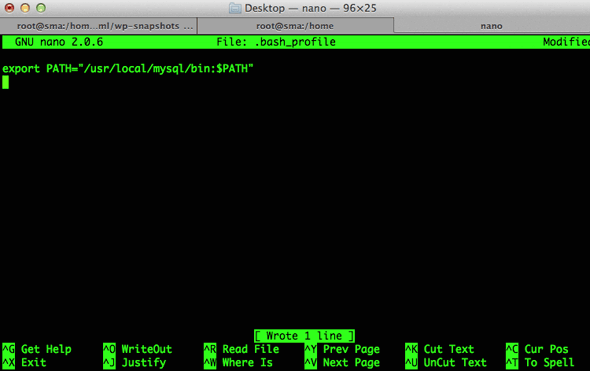 Desktop — nano — 96×25
root@sma:/hom...ml/wp-snapshots ... root@sma:/home nano
GNU nano 2.0.6 File: .bash_profile Modified
export PATH="/usr/local/mysql/bin:$PATH"
[ Wrote 1 line ]
^G Get Help ^O WriteOut ^R Read File ^Y Prev Page ^K Cut Text ^C Cur Pos
^X Exit ^J Justify ^W Where Is ^V Next Page ^U UnCut Text ^T To Spell